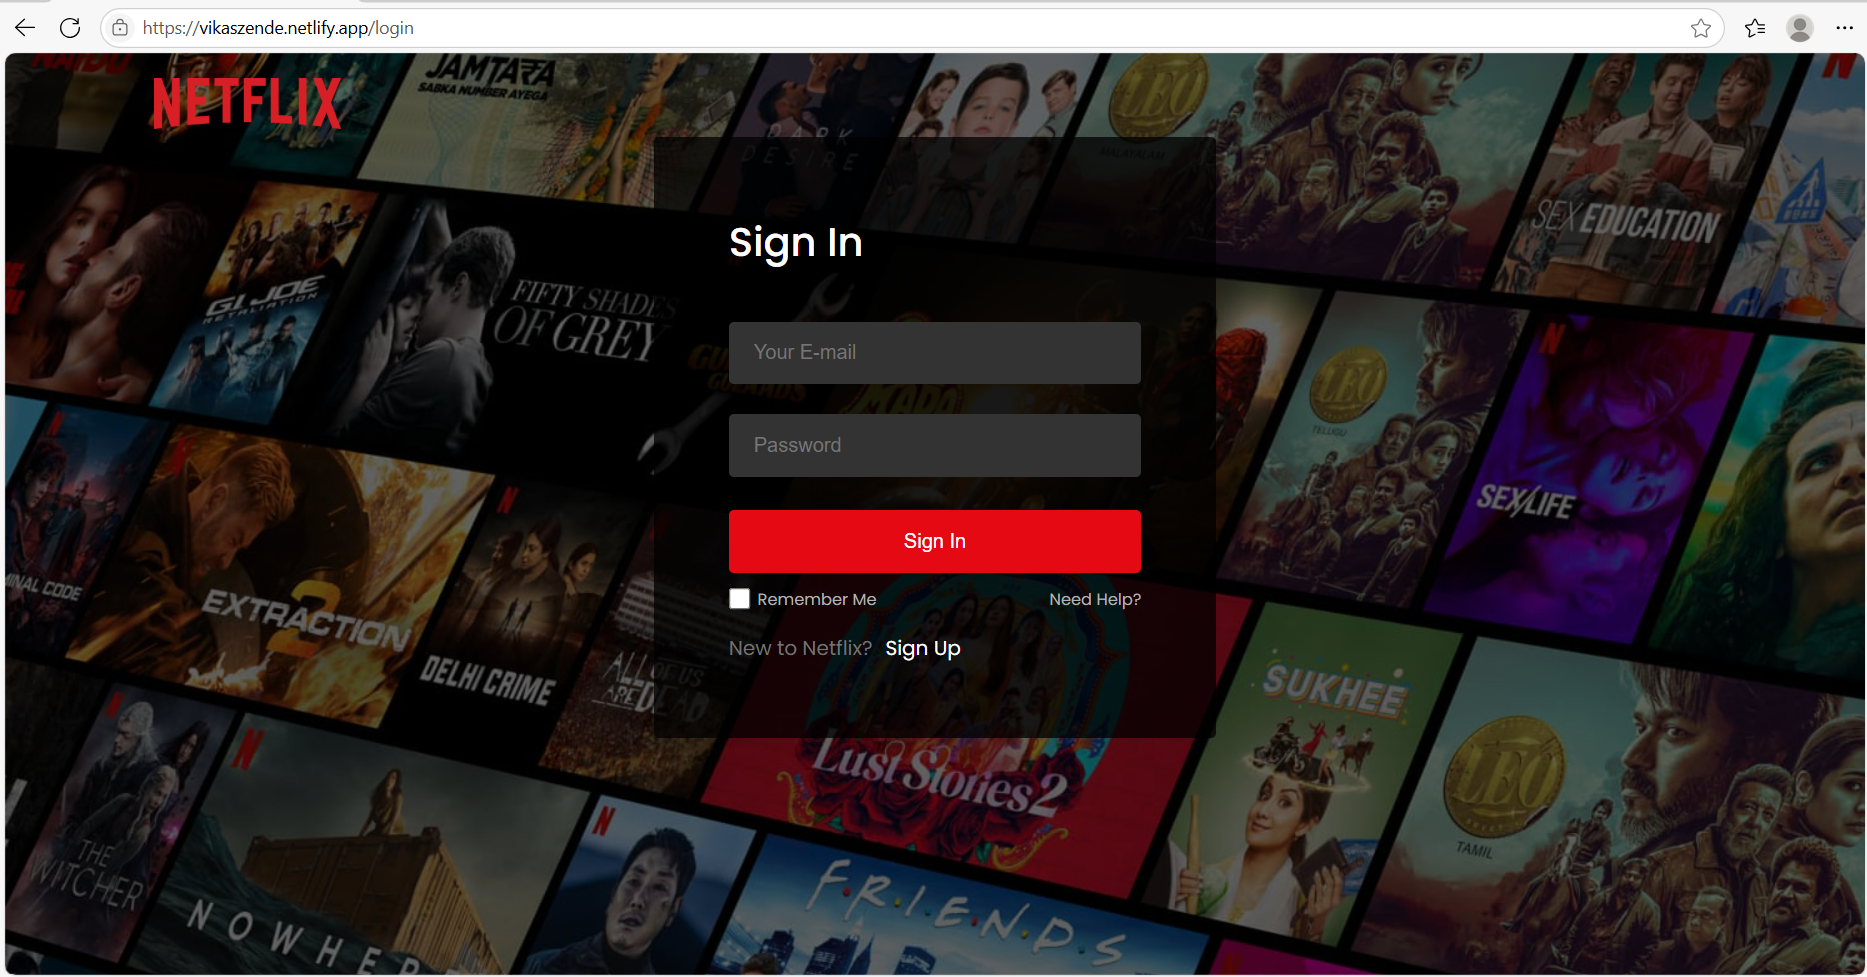 https://vikaszende.netlify.app/login
NETFLIX
JAMTARA
SABKA NUMBER AYEGA
DARK
DESIRE
LEO
MALAYALAM
SEX EDUCATION
G.I. JOE
RETALIATION
FIFTY SHADES
OF GREY
Sign In
Your E-mail
Password
Sign In
Remember Me
Need Help?
New to Netflix? Sign Up
LEO
TELUGU
SEX/LIFE
EXTRACTION
2
DELHI CRIME
ALL OF US
ARE DEAD
Lust Stories 2
SUKHEE
LEO
TAMIL
THE
WITCHER
NOWHERE
FRIENDS